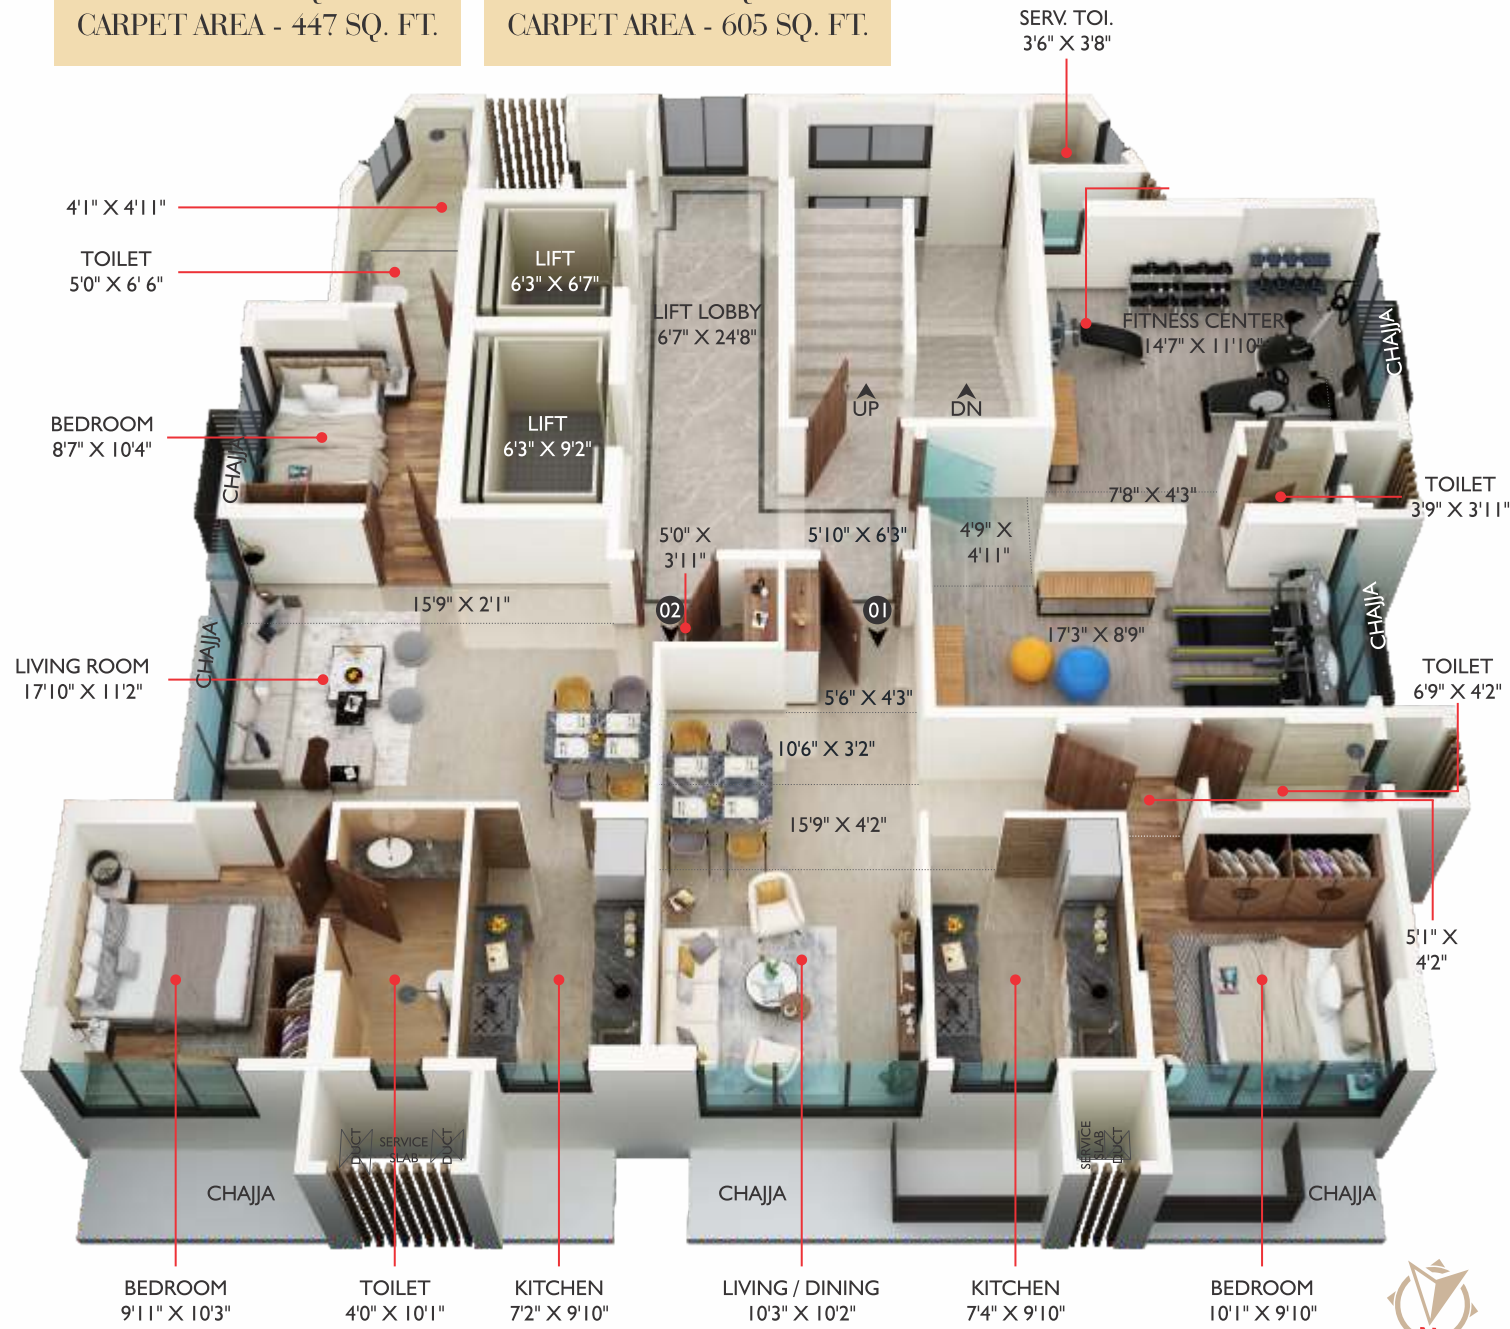 CARPET AREA - 447 SQ. FT.
CARPET AREA - 605 SQ. FT.
SERV. TOI.
3'6" X 3'8"
4'1" X 4'11"
TOILET
5'0" X 6' 6"
LIFT
6'3" X 6'7"
LIFT LOBBY
6'7" X 24'8"
FITNESS CENTER
14'7" X 11'10"
CHAJJA
UP
DN
BEDROOM
8'7" X 10'4"
LIFT
6'3" X 9'2"
CHAJJA
TOILET
3'9" X 3'11"
7'8" X 4'3"
5'0" X
3'11"
5'10" X 6'3"
4'9" X
4'11"
15'9" X 2'1"
02
01
CHAJJA
17'3" X 8'9"
CHAJJA
LIVING ROOM
17'10" X 11'2"
TOILET
6'9" X 4'2"
5'6" X 4'3"
10'6" X 3'2"
15'9" X 4'2"
5'1" X
4'2"
DUCT
SERVICE
SLAB
DUCT
SERVICE
SLAB
DUCT
CHAJJA
CHAJJA
CHAJJA
BEDROOM
9'11" X 10'3"
TOILET
4'0" X 10'1"
KITCHEN
7'2" X 9'10"
LIVING / DINING
10'3" X 10'2"
KITCHEN
7'4" X 9'10"
BEDROOM
10'1" X 9'10"